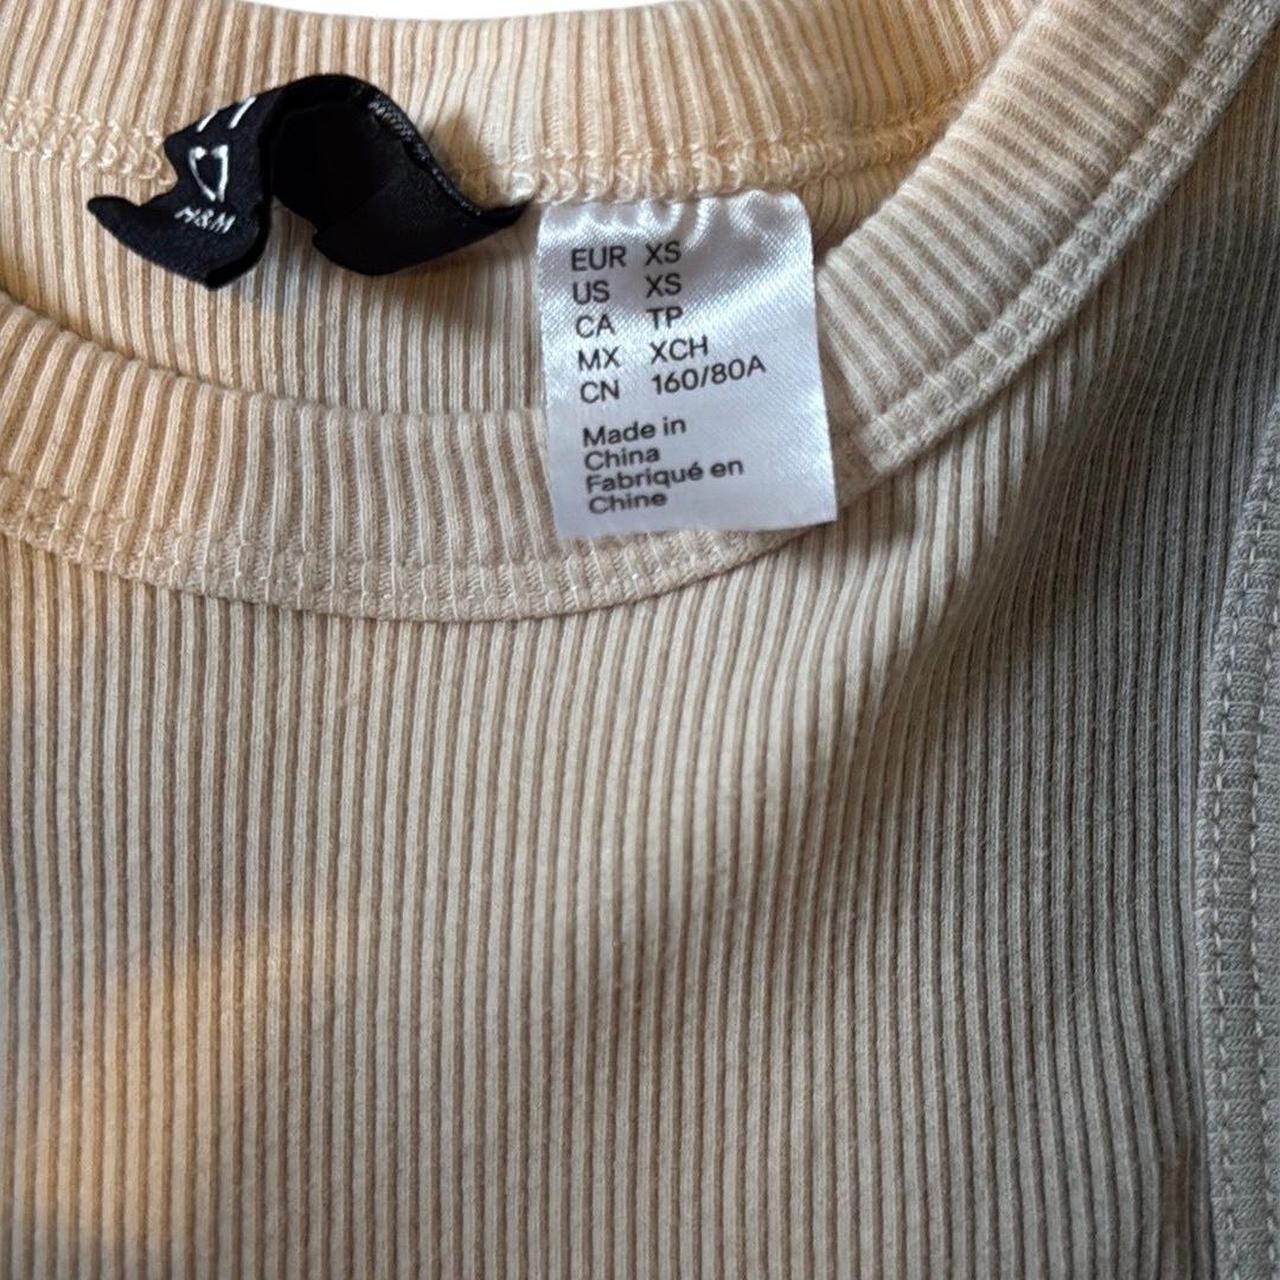 H&M
EUR XS
US XS
CA TP
MX XCH
CN 160/80A
Made in
China
Fabriqué en
Chine